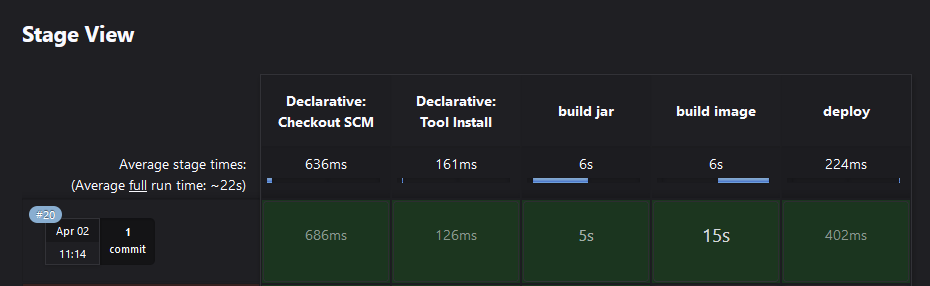 Stage View
Declarative: Checkout SCM
Declarative: Tool Install
build jar
build image
deploy
Average stage times:
(Average full run time: ~22s)
636ms
161ms
6s
6s
224ms
#20
Apr 02
11:14
1
commit
686ms
126ms
5s
15s
402ms